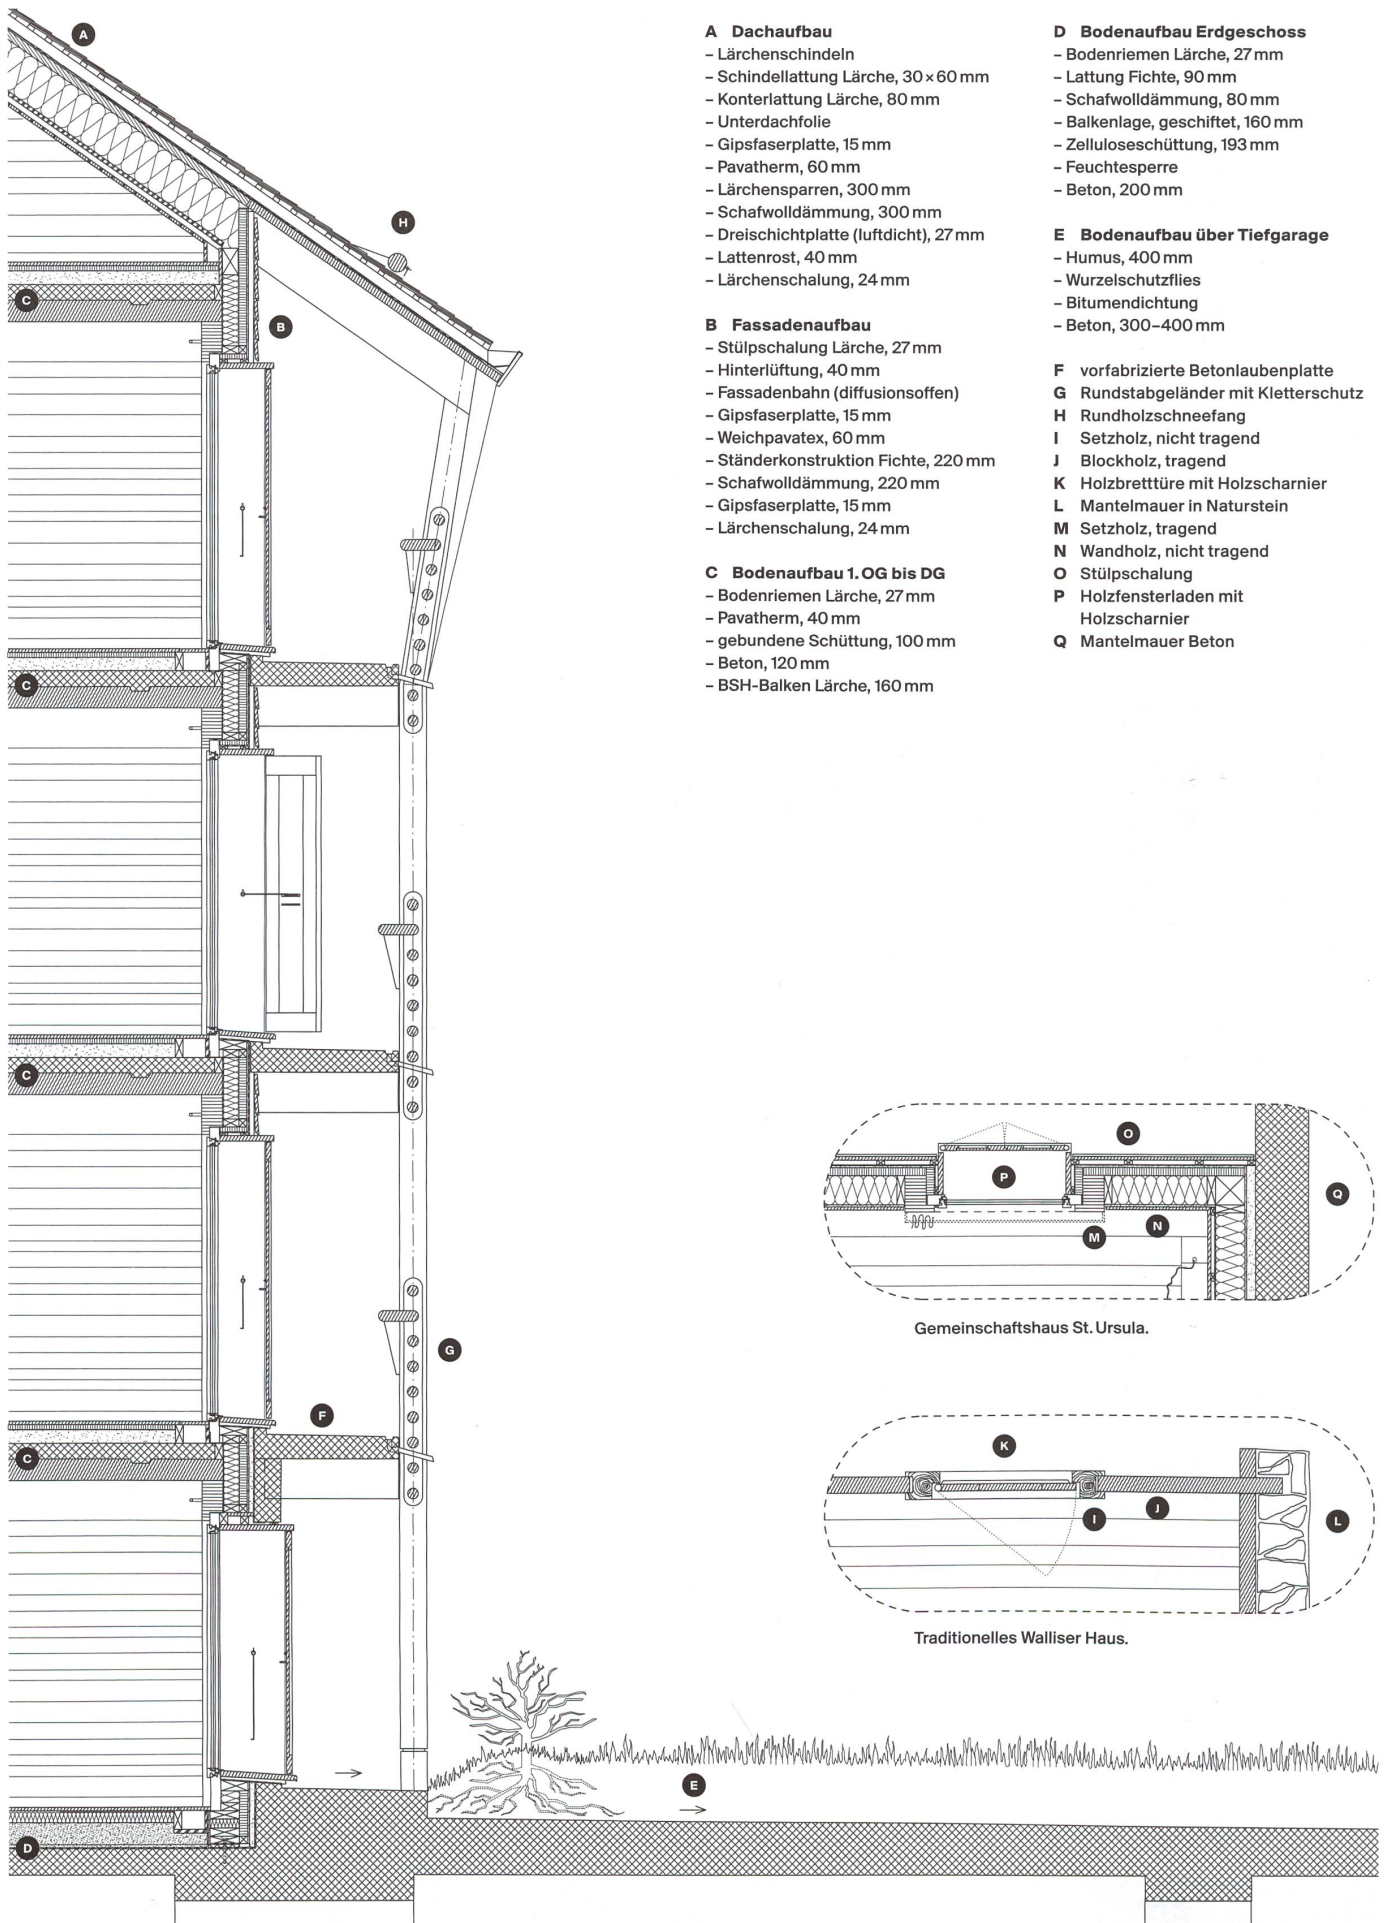 A Dachaufbau
– Lärchenschindeln
– Schindellattung Lärche, 30 × 60 mm
– Konterlattung Lärche, 80 mm
– Unterdachfolie
– Gipsfaserplatte, 15 mm
– Pavatherm, 60 mm
– Lärchensparren, 300 mm
– Schafwolldämmung, 300 mm
– Dreischichtplatte (luftdicht), 27 mm
– Lattenrost, 40 mm
– Lärchenschalung, 24 mm
B Fassadenaufbau
– Stülpschalung Lärche, 27 mm
– Hinterlüftung, 40 mm
– Fassadenbahn (diffusionsoffen)
– Gipsfaserplatte, 15 mm
– Weichpavatex, 60 mm
– Ständerkonstruktion Fichte, 220 mm
– Schafwolldämmung, 220 mm
– Gipsfaserplatte, 15 mm
– Lärchenschalung, 24 mm
C Bodenaufbau 1. OG bis DG
– Bodenriemen Lärche, 27 mm
– Pavatherm, 40 mm
– gebundene Schüttung, 100 mm
– Beton, 120 mm
– BSH-Balken Lärche, 160 mm
D Bodenaufbau Erdgeschoss
– Bodenriemen Lärche, 27 mm
– Lattung Fichte, 90 mm
– Schafwolldämmung, 80 mm
– Balkenlage, geschiftet, 160 mm
– Zelluloseschüttung, 193 mm
– Feuchtesperre
– Beton, 200 mm
E Bodenaufbau über Tiefgarage
– Humus, 400 mm
– Wurzelschutzflies
– Bitumendichtung
– Beton, 300–400 mm
F vorfabrizierte Betonlaubenplatte
G Rundstabgeländer mit Kletterschutz
H Rundholzschneefang
I Setzholz, nicht tragend
J Blockholz, tragend
K Holzbretttüre mit Holzscharnier
L Mantelmauer in Naturstein
M Setzholz, tragend
N Wandholz, nicht tragend
O Stülpschalung
P Holzfensterladen mit
Holzscharnier
Q Mantelmauer Beton
A
H
C
B
C
C
G
F
C
E
D
O
P
Q
N
M
Gemeinschaftshaus St. Ursula.
K
J
I
L
Traditionelles Walliser Haus.